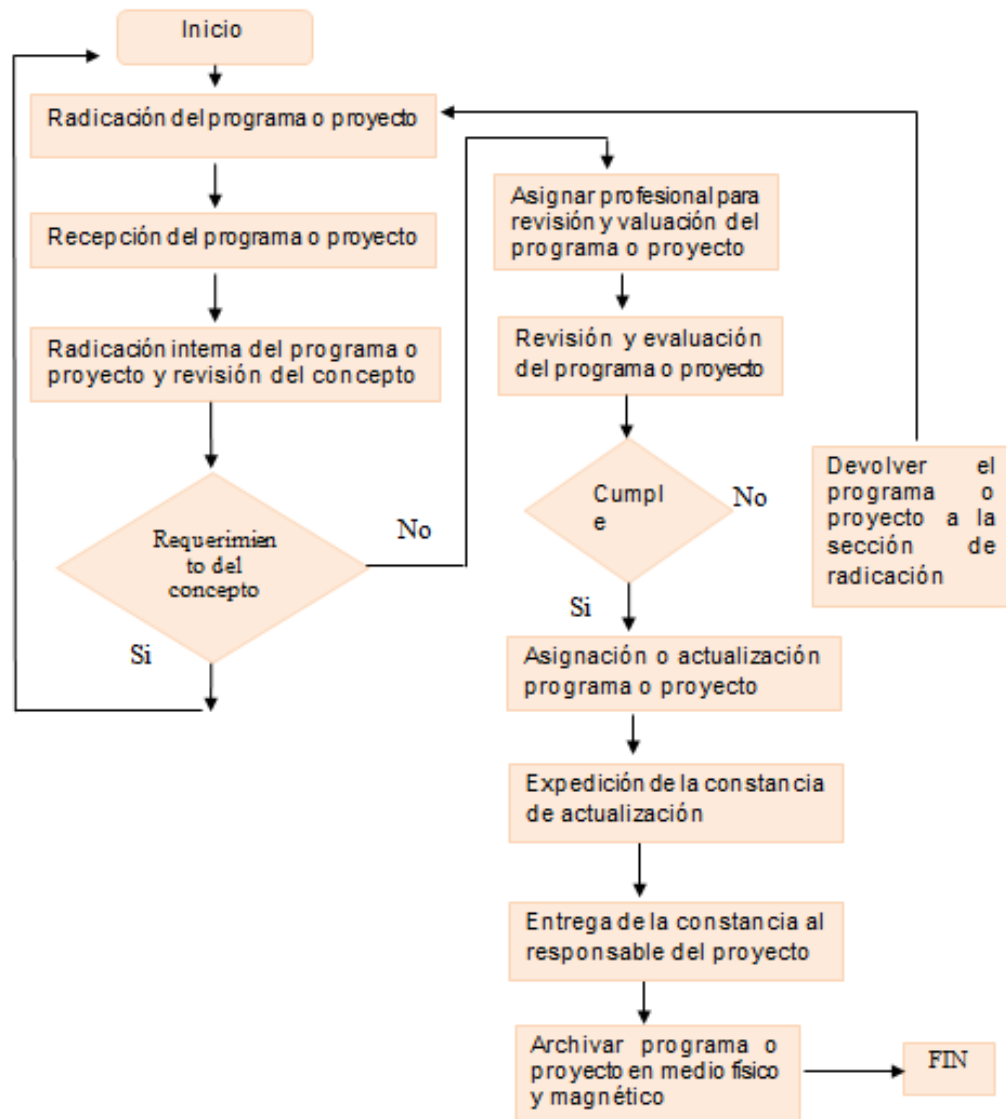 Inicio
Radicación del programa o proyecto
Recepción del programa o proyecto
Radicación interna del programa o
proyecto y revisión del concepto
Requerimien
to del
concepto
No
Si
Asignar profesional para
revisión y valuación del
programa o proyecto
Revisión y evaluación
del programa o proyecto
Cumpl
e
No
Si
Devolver el
programa o
proyecto a la
sección de
radicación
Asignación o actualización
programa o proyecto
Expedición de la constancia
de actualización
Entrega de la constancia al
responsable del proyecto
Archivar programa o
proyecto en medio físico
y magnético
FIN